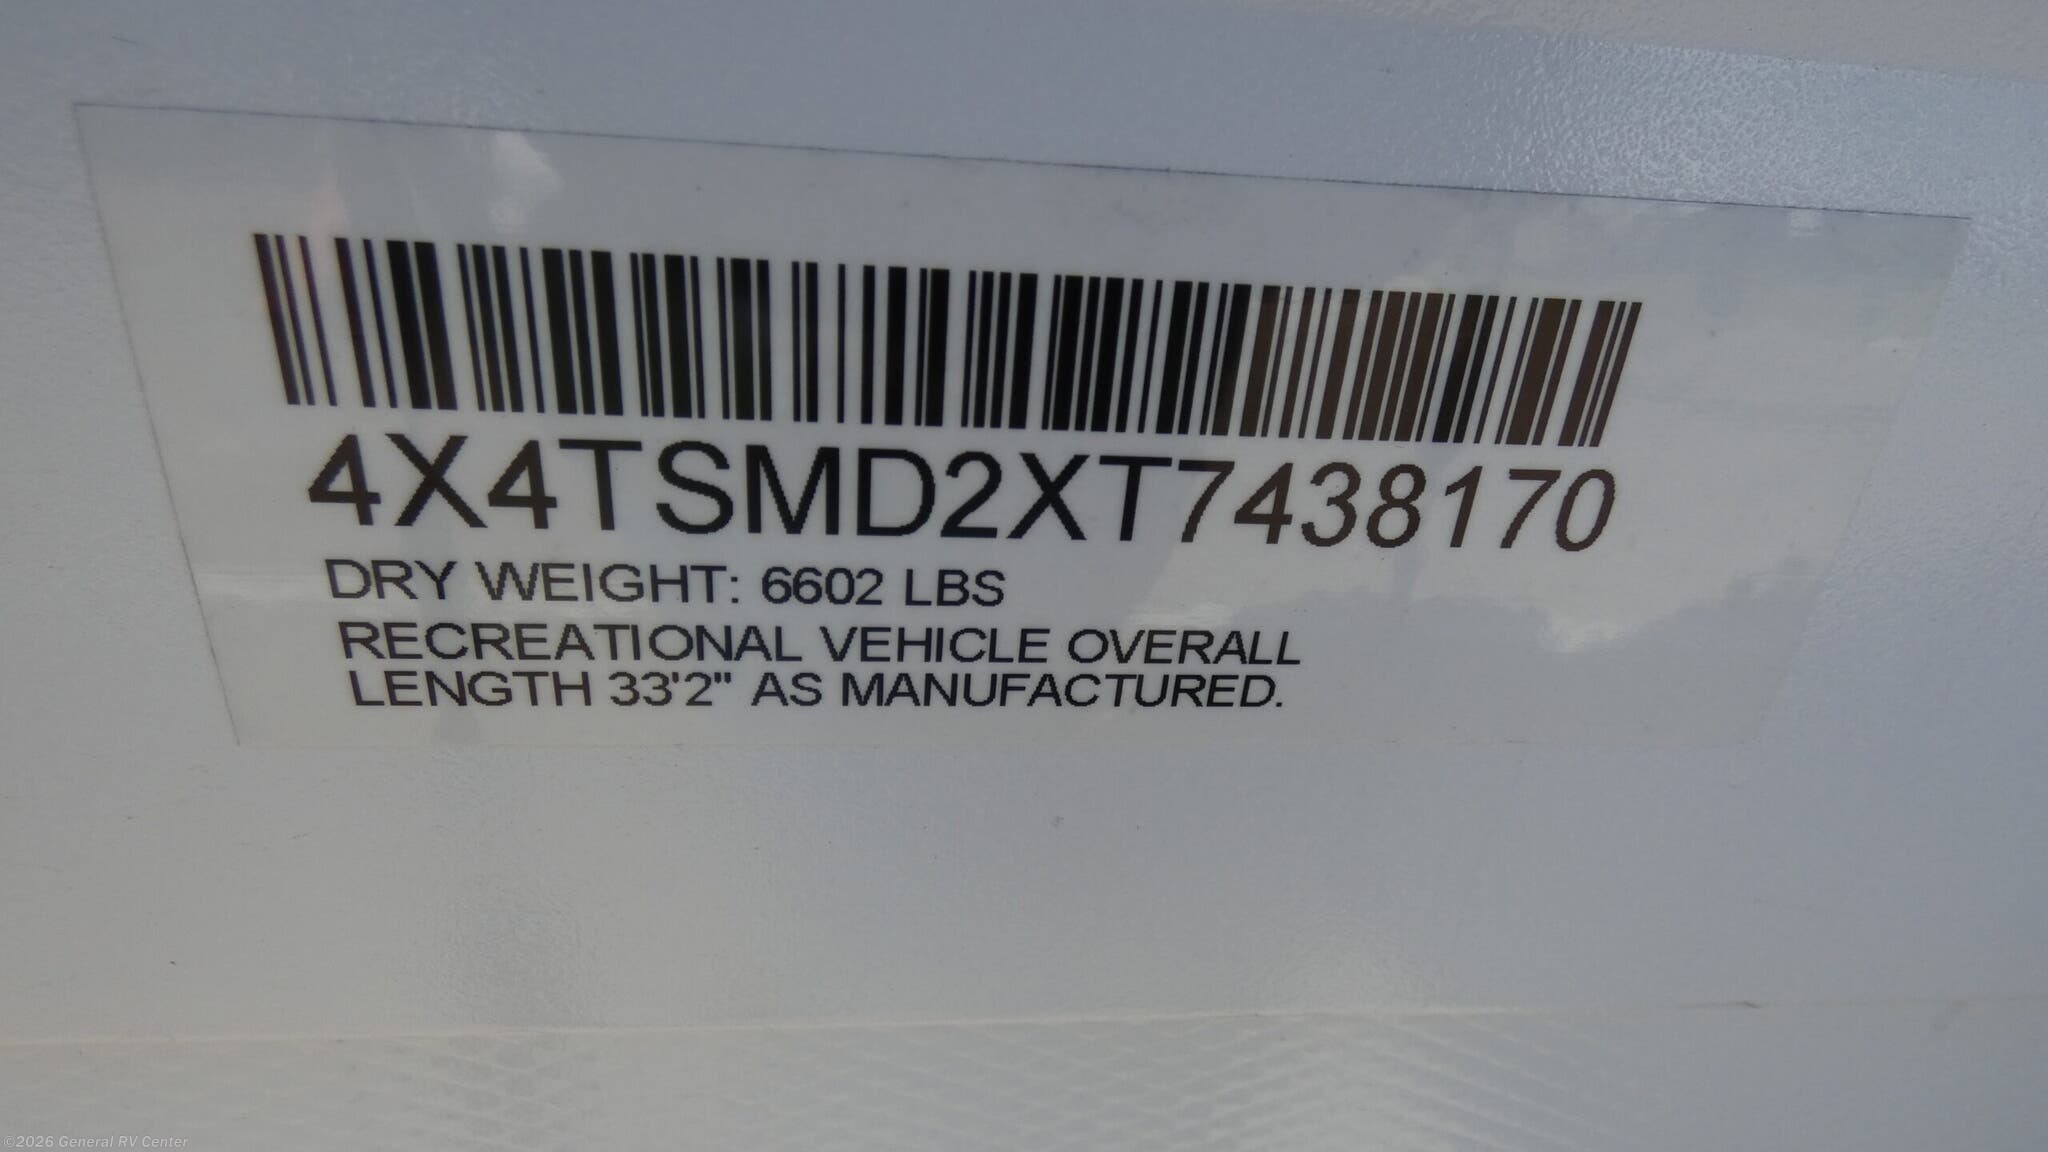 4X4TSMD2XT7438170
DRY WEIGHT: 6602 LBS
RECREATIONAL VEHICLE OVERALL
LENGTH 33'2" AS MANUFACTURED.
©2026 General RV Center